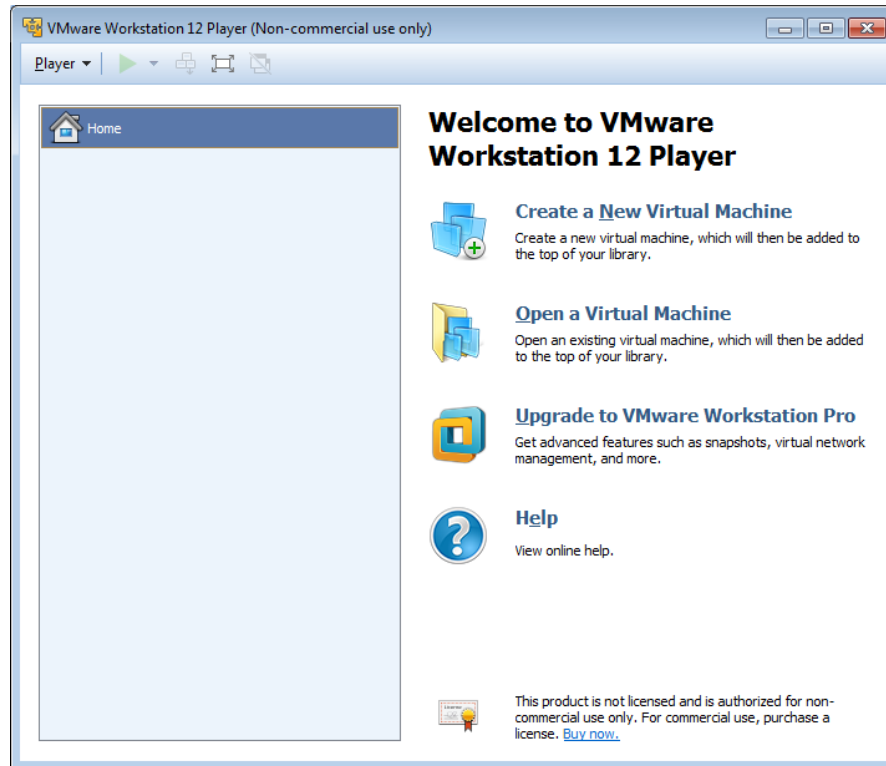 VMware Workstation 12 Player (Non-commercial use only)
Player
Home
Welcome to VMware
Workstation 12 Player
Create a New Virtual Machine
Create a new virtual machine, which will then be added to
the top of your library.
Open a Virtual Machine
Open an existing virtual machine, which will then be added
to the top of your library.
Upgrade to VMware Workstation Pro
Get advanced features such as snapshots, virtual network
management, and more.
Help
View online help.
This product is not licensed and is authorized for non-
commercial use only. For commercial use, purchase a
license. Buy now.